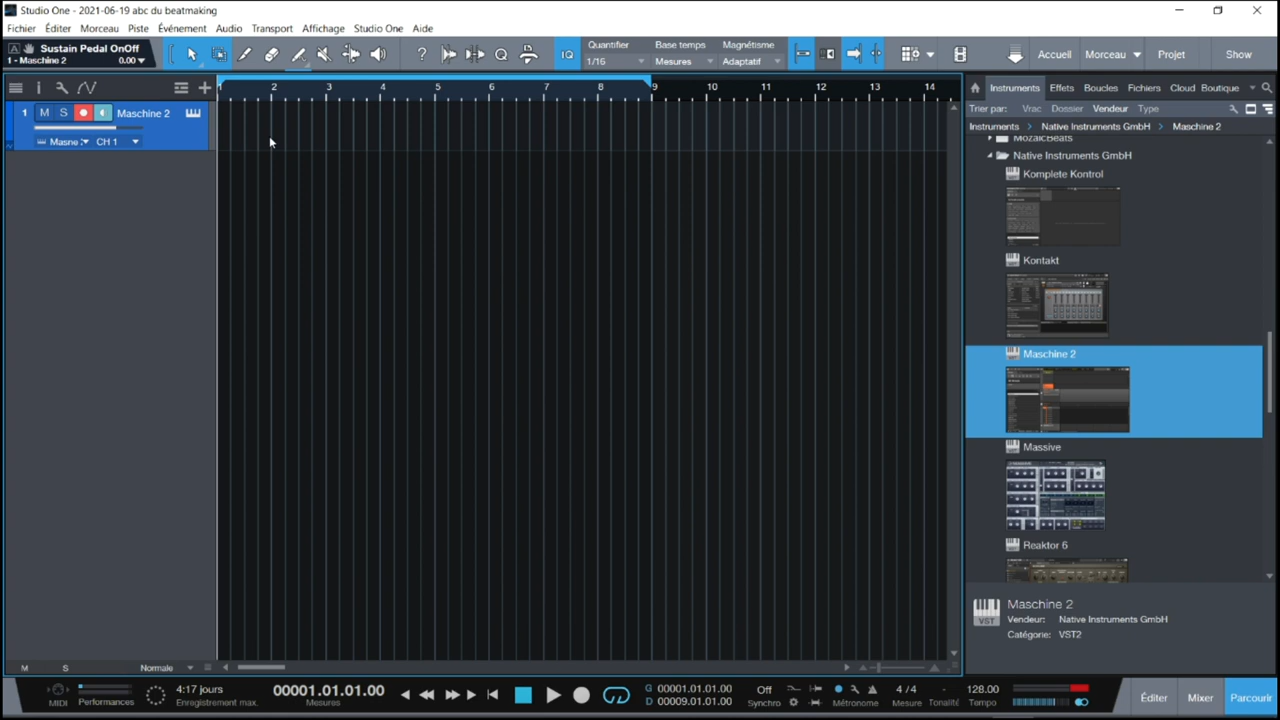 Studio One - 2021-06-19 abc du beatmaking
Fichier Éditer Morceau Piste Événement Audio Transport Affichage Studio One Aide
Sustain Pedal OnOff
1 - Maschine 2 0.00
Quantifier Base temps Magnétisme
1/16 Mesures Adaptatif
IQ
Accueil Morceau Projet Show
2 3 4 5 6 7 8 9 10 11 12 13 14
Instruments Effets Boucles Fichiers Cloud Boutique
Trier par: Vrac Dossier Vendeur Type
Instruments > Native Instruments GmbH > Maschine 2
1 M S Maschine 2
CH 1
MozaicBeats
Native Instruments GmbH
Komplete Kontrol
Kontakt
Maschine 2
Massive
Reaktor 6
Maschine 2
Vendeur: Native Instruments GmbH
Catégorie: VST2
VST
M S Normale
MIDI Performances
4:17 jours
Enregistrement max.
00001.01.01.00
Mesures
G 00001.01.01.00
D 00009.01.01.00
Off
Synchro
Métronome
4 / 4
Mesure
-
Tonalité
128.00
Tempo
Éditer Mixer Parcourir